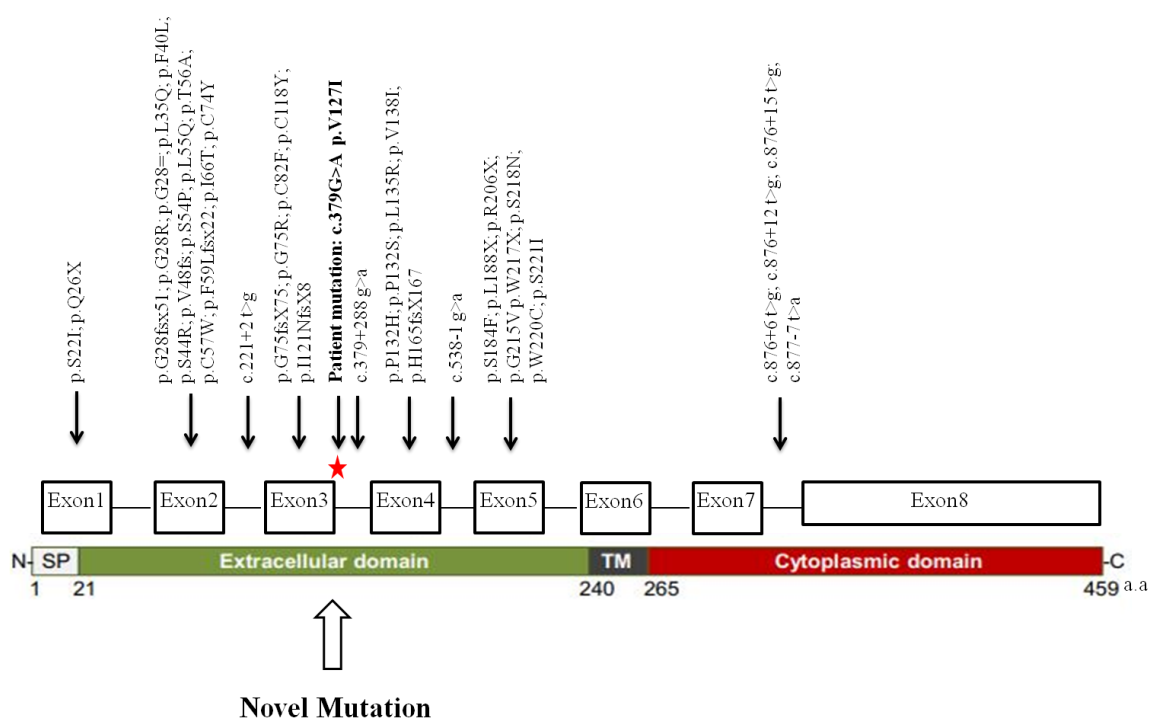 p.S22I; p.Q26X
p.G28fsx51; p.G28R; p.G28=; p.L35Q; p.F40L;
p.S44R; p.V48fs; p.S54P; p.L55Q; p.T56A;
p.C57W; p.F59Lfsx22; p.I66T; p.C74Y
c.221+2 t>g
p.G75fsX75; p.G75R; p.C82F; p.C118Y;
p.I121NfsX8
Patient mutation: c.379G>A p.V127I
c.379+288 g>a
p.P132H; p.P132S; p.L135R; p.V138I;
p.H165fsX167
c.538-1 g>a
p.S184F; p.L188X; p.R206X;
p.G215V p.W217X; p.S218N;
p.W220C; p.S221I
c.876+6 t>g; c.876+12 t>g; c.876+15 t>g;
c.877-7 t>a
Exon1 Exon2 Exon3 Exon4 Exon5 Exon6 Exon7 Exon8
N- SP Extracellular domain TM Cytoplasmic domain -C
1 21 240 265 459 a.a
Novel Mutation